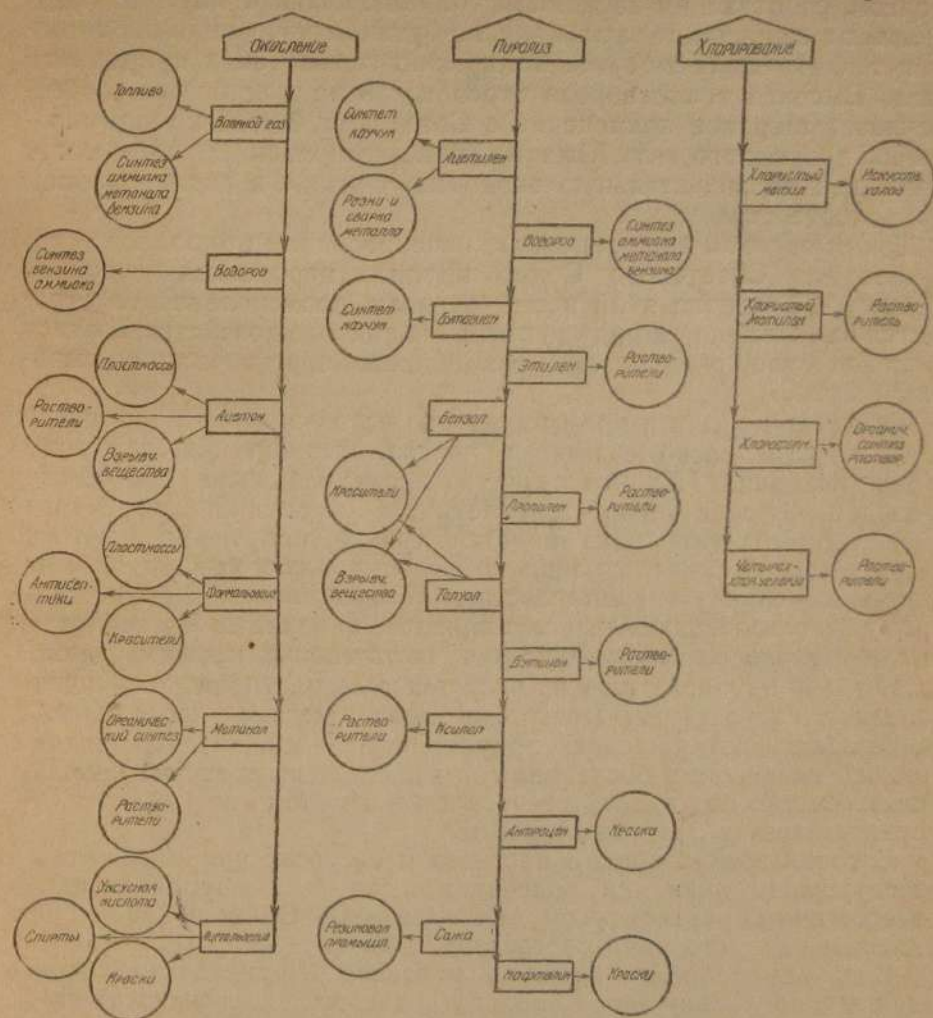 Окисление
Топливо
Водяной газ
Синтез
аммиака
метанола
бензина
Синтез
бензина
аммиака
Водород
Пластмассы
Раство-
рители
Ацетон
Взрывч.
вещества
Пластмассы
Антисеп-
тики
Формальдегид
Красители
Органичес-
кий синтез
Метанол
Раство-
рители
Уксусная
кислота
Спирты
Ацетальдегид
Краски
Пиролиз
Синтет
каучук
Ацетилен
Резка и
сварка
металла
Водород
Синтез
аммиака
метанола
бензина
Синтет
каучук
Бутадиен
Этилен
Раство-
рители
Бензол
Красители
Пропилен
Раство-
рители
Взрывч.
вещества
Толуол
Бутилен
Раство-
рители
Раство-
рители
Ксилол
Антрацен
Краска
Резиновая
промышл.
Сажа
Нафталин
Краски
Хлорирование
Хлористый
метил
Искусств.
холод
Хлористый
метилен
Раство-
ритель
Хлороформ
Органич.
синтез
раствор.
Четырех-
хлор.углерод
Раство-
рители